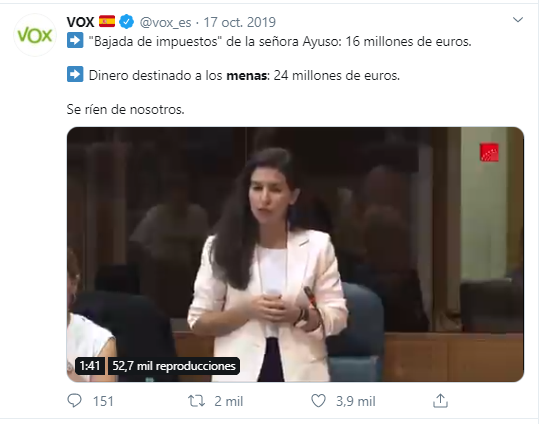 VOX
VOX @vox_es · 17 oct. 2019
"Bajada de impuestos" de la señora Ayuso: 16 millones de euros.
Dinero destinado a los menas: 24 millones de euros.
Se ríen de nosotros.
1:41 52,7 mil reproducciones
151 2 mil 3,9 mil